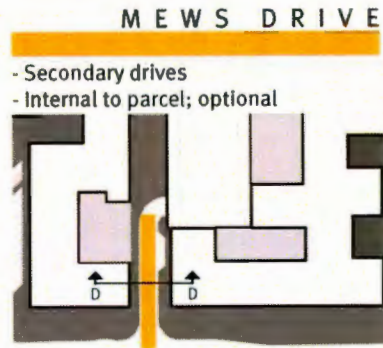 MEWS DRIVE
- Secondary drives
- Internal to parcel; optional
D D